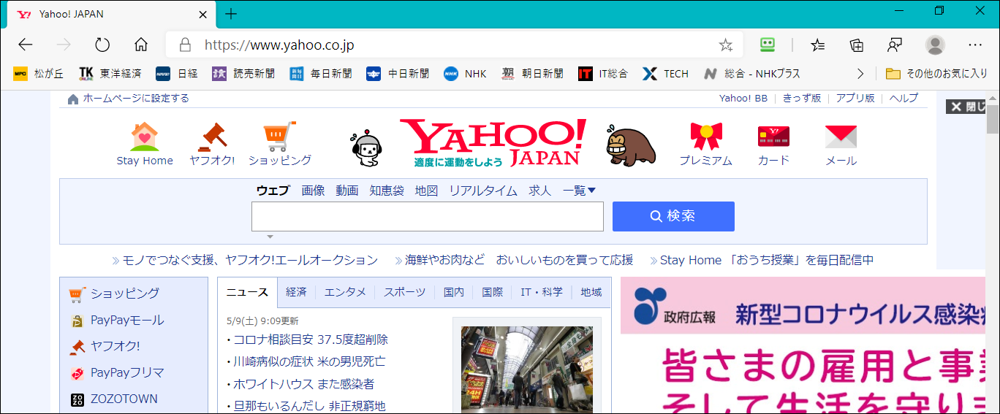 Yahoo! JAPAN
https://www.yahoo.co.jp
MPO 松が丘 TK ONLINE 東洋経済 日経 読売新聞 毎日新聞 中日新聞 NHK NHK 朝 朝日新聞 IT IT総合 TECH N 総合 - NHKプラス その他のお気に入り
ホームページに設定する Yahoo! BB きっず版 アプリ版 ヘルプ
閉じ
YAHOO! JAPAN
適度に運動をしよう
Stay Home ヤフオク! ショッピング プレミアム カード メール
ウェブ 画像 動画 知恵袋 地図 リアルタイム 求人 一覧▼
検索
モノでつなぐ支援、ヤフオク!エールオークション 海鮮やお肉など おいしいものを買って応援 Stay Home 「おうち授業」を毎日配信中
ショッピング
PayPayモール
ヤフオク!
PayPayフリマ
ZOZOTOWN
ニュース 経済 エンタメ スポーツ 国内 国際 IT・科学 地域
5/9(土) 9:09更新
・コロナ相談目安 37.5度超削除
・川崎病似の症状 米の男児死亡
・ホワイトハウス また感染者
・旦那もいるんだし 非正規窮地
政府広報 新型コロナウイルス感染
皆さまの雇用と事
そして生活を守りま